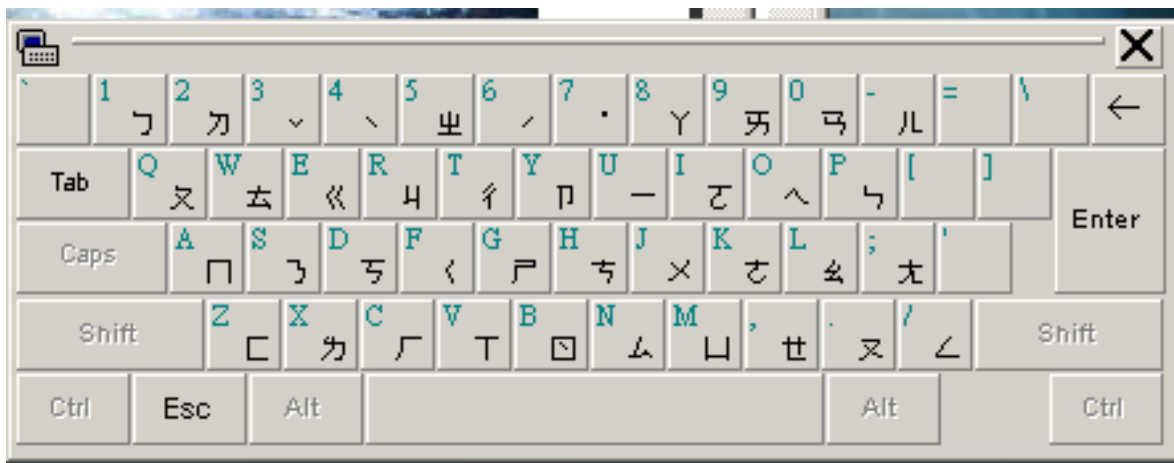 ` 1 ㄅ 2 ㄉ 3 ˇ 4 ˋ 5 ㄓ 6 ˊ 7 ˙ 8 ㄚ 9 ㄞ 0 ㄢ - ㄦ = \ ←
Tab Q ㄆ W ㄊ E ㄍ R ㄐ T ㄔ Y ㄗ U ㄧ I ㄛ O ㄟ P ㄣ [ ] Enter
Caps A ㄇ S ㄋ D ㄎ F ㄑ G ㄕ H ㄘ J ㄨ K ㄜ L ㄠ ; ㄤ '
Shift Z ㄈ X ㄌ C ㄏ V ㄒ B ㄖ N ㄙ M ㄩ , ㄝ . ㄡ / ㄥ Shift
Ctrl Esc Alt Alt Ctrl